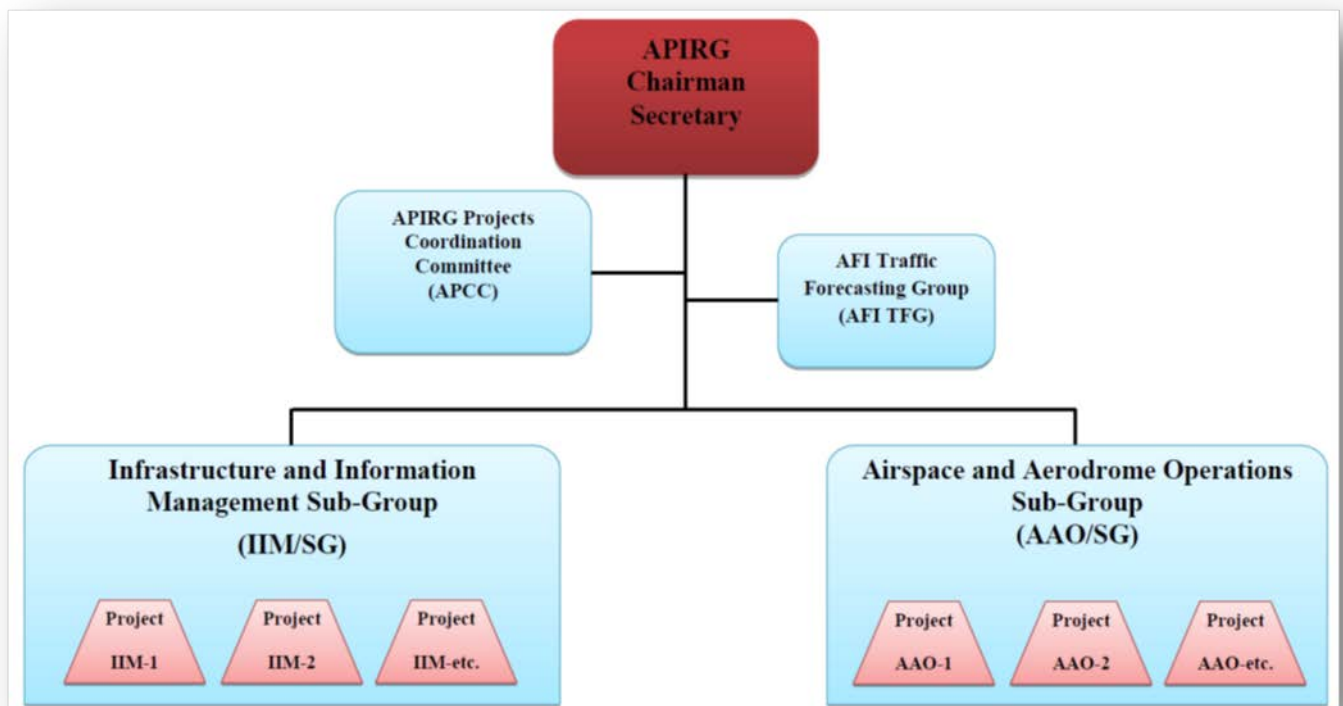 APIRG
Chairman
Secretary
APIRG Projects
Coordination
Committee
(APCC)
AFI Traffic
Forecasting Group
(AFI TFG)
Infrastructure and Information
Management Sub-Group
(IIM/SG)
Project
IIM-1
Project
IIM-2
Project
IIM-etc.
Airspace and Aerodrome Operations
Sub-Group
(AAO/SG)
Project
AAO-1
Project
AAO-2
Project
AAO-etc.